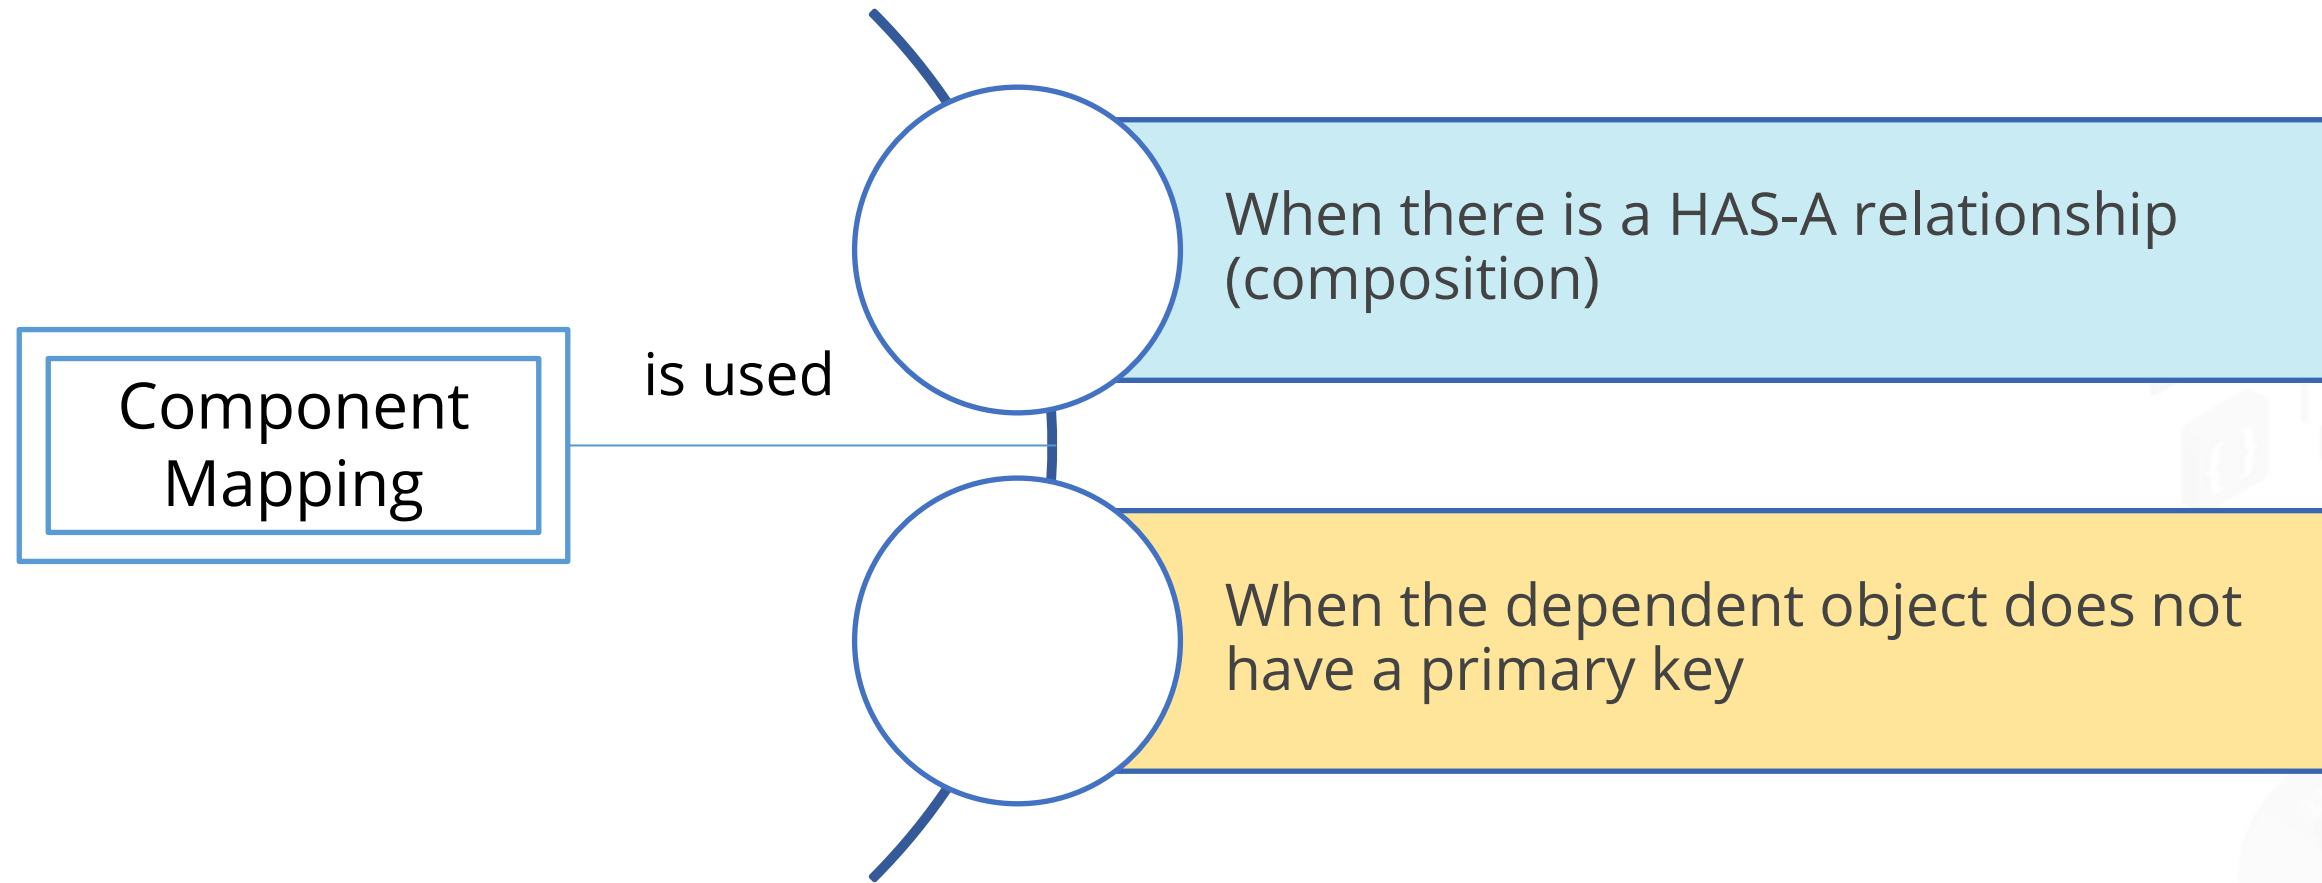 Component
Mapping
is used
When there is a HAS-A relationship
(composition)
When the dependent object does not
have a primary key